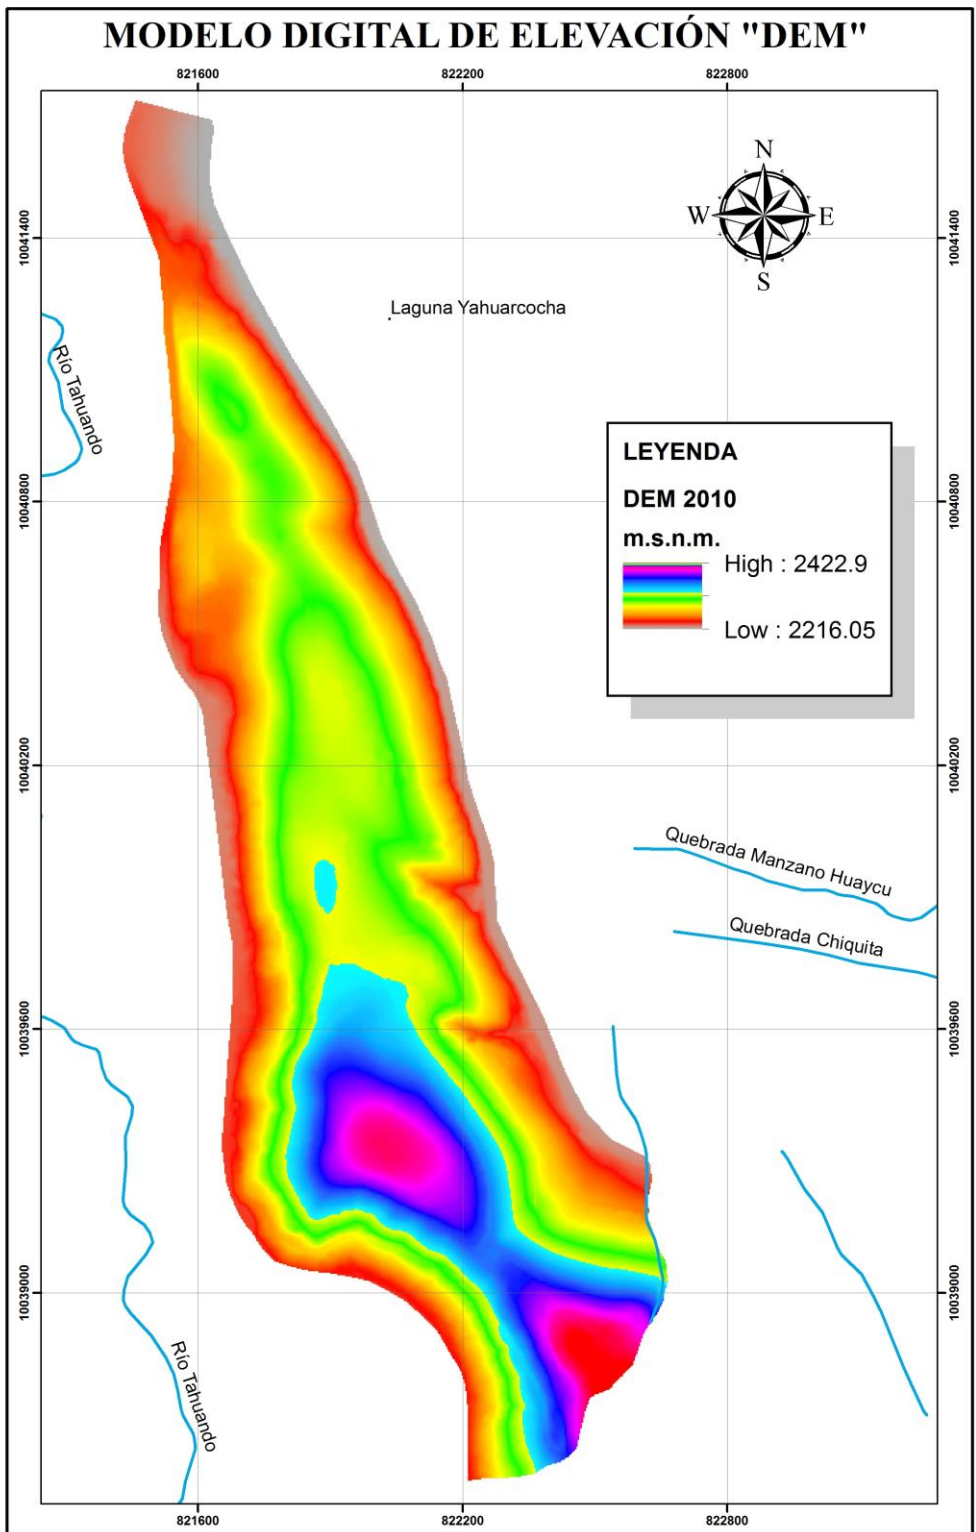 MODELO DIGITAL DE ELEVACIÓN "DEM"
821600
822200
822800
N
W
E
S
10041400
10041400
Laguna Yahuarcocha
Río Tahuando
LEYENDA
DEM 2010
m.s.n.m.
High : 2422.9
Low : 2216.05
10040800
10040800
10040200
10040200
Quebrada Manzano Huaycu
Quebrada Chiquita
10039600
10039600
10039000
10039000
Río Tahuando
821600
822200
822800